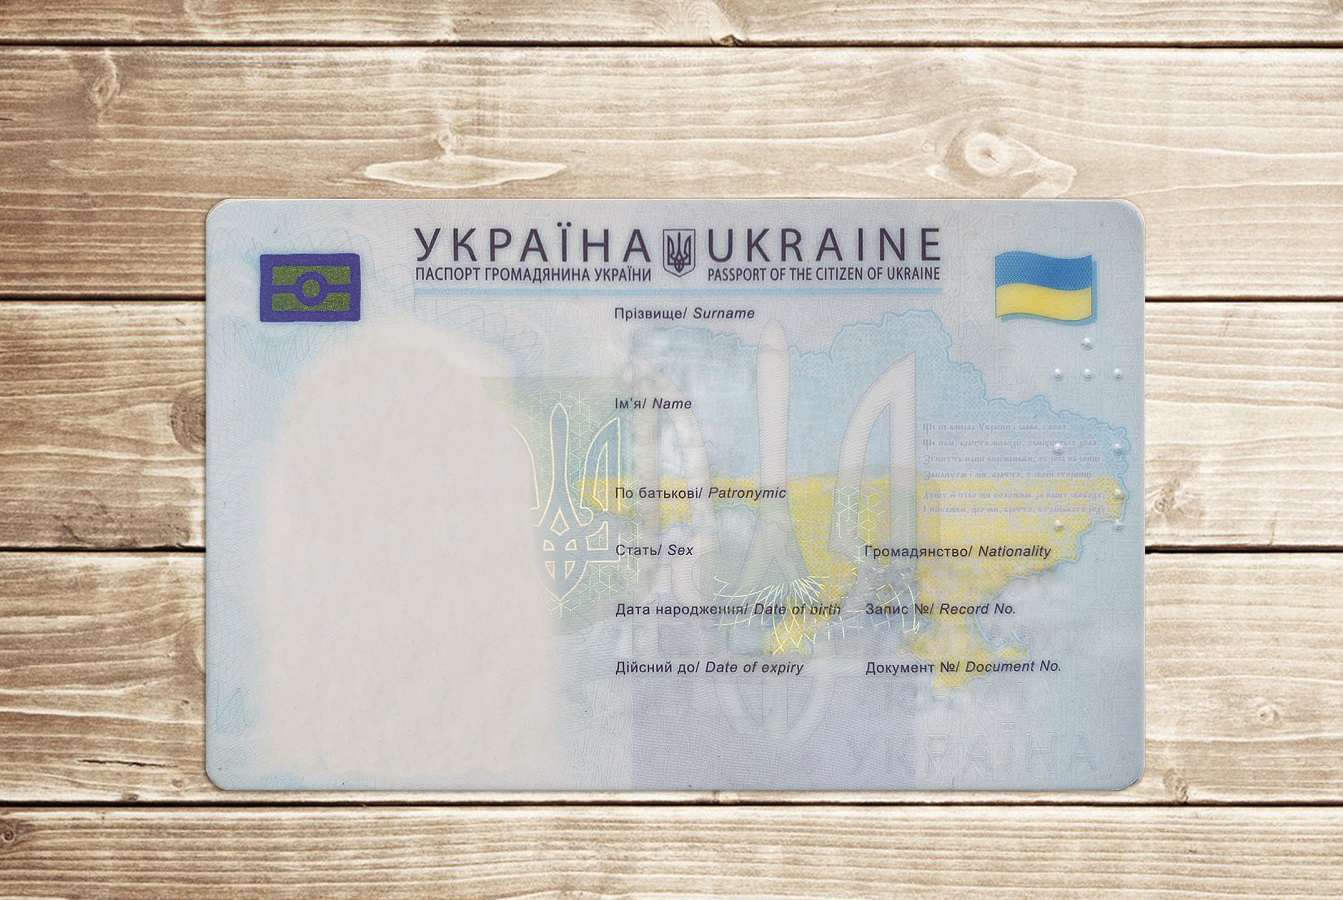 УКРАЇНА UKRAINE
ПАСПОРТ ГРОМАДЯНИНА УКРАЇНИ PASSPORT OF THE CITIZEN OF UKRAINE
Прізвище/ Surname
Ім'я/ Name
По батькові/ Patronymic
Стать/ Sex Громадянство/ Nationality
Дата народження/ Date of birth Запис №/ Record No.
Дійсний до/ Date of expiry Документ №/ Document No.
УКРАЇНА